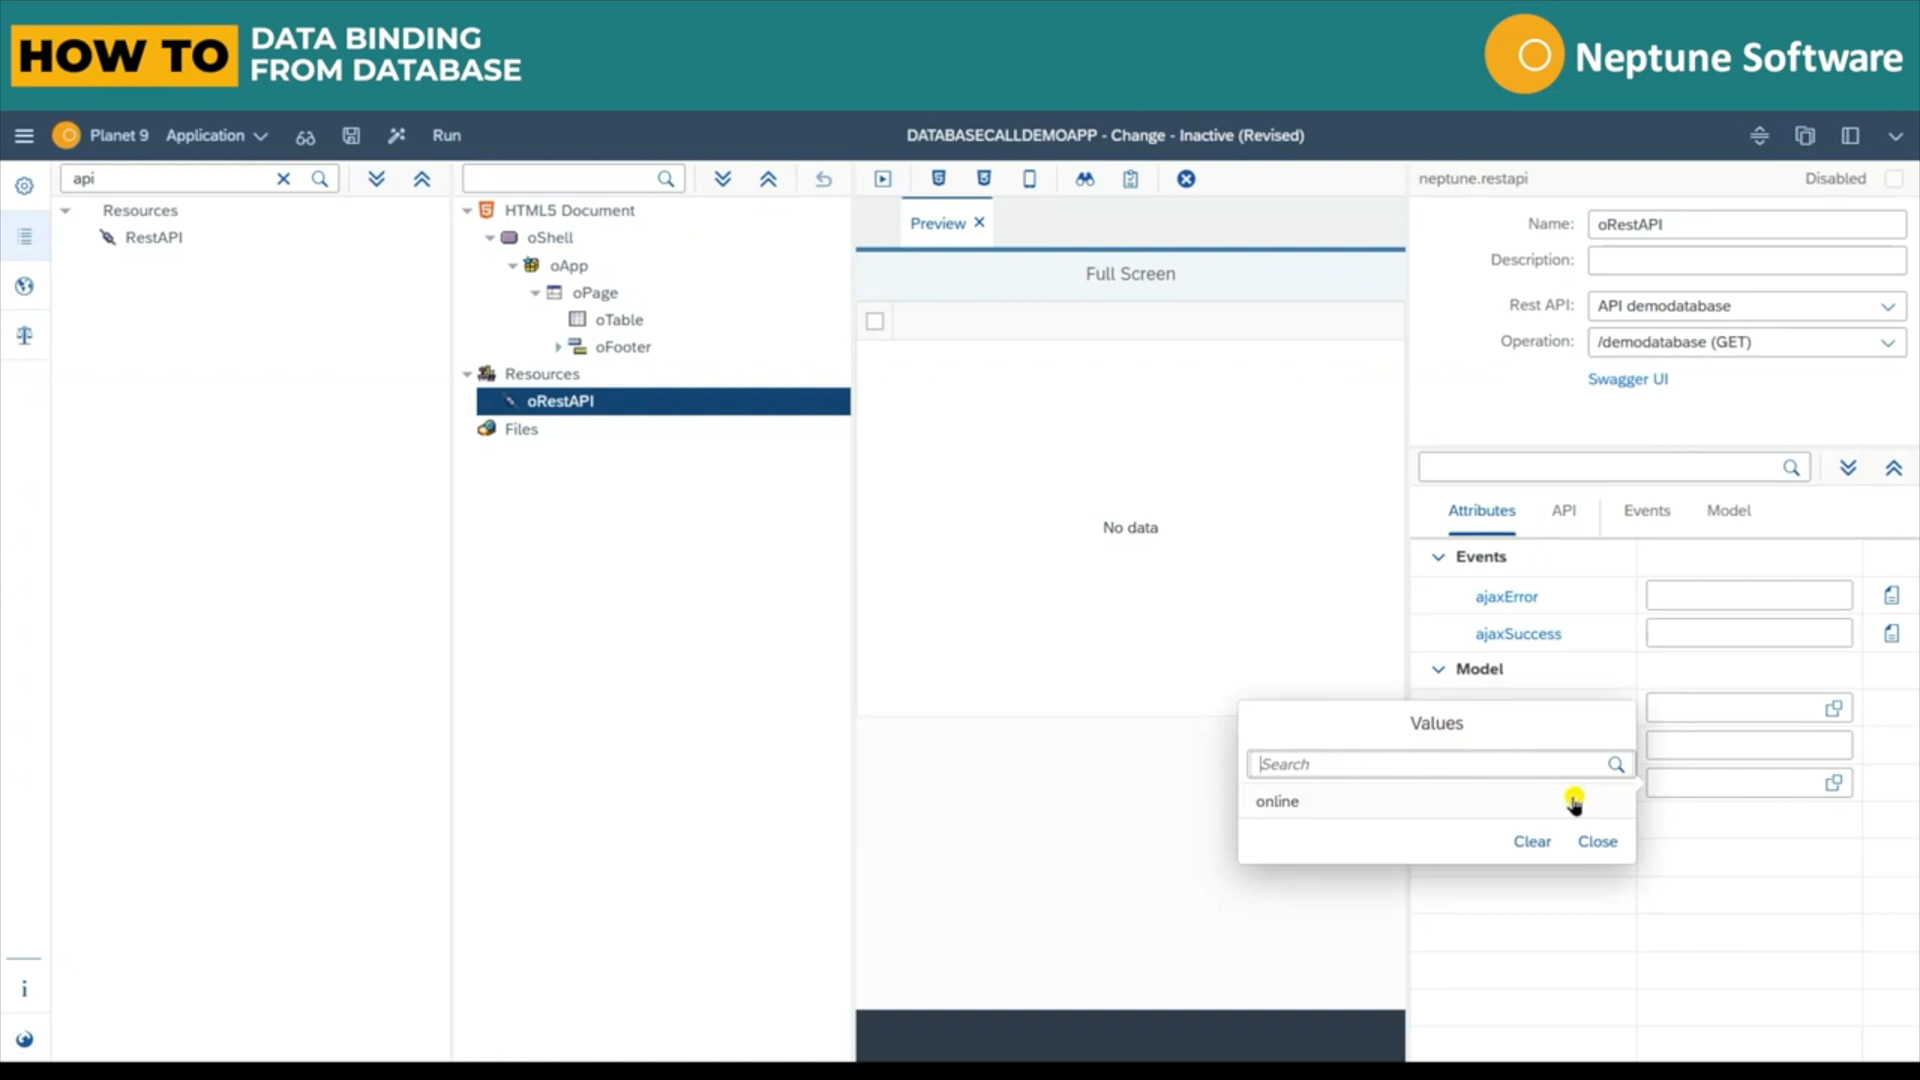 HOW TO
DATA BINDING
FROM DATABASE
Neptune Software
Planet 9
Application
Run
DATABASECALLDEMOAPP - Change - Inactive (Revised)
api
Resources
RestAPI
HTML5 Document
oShell
oApp
oPage
oTable
oFooter
Resources
oRestAPI
Files
Preview
Full Screen
No data
neptune.restapi
Disabled
Name:
oRestAPI
Description:
Rest API:
API demodatabase
Operation:
/demodatabase (GET)
Swagger UI
Attributes
API
Events
Model
Events
ajaxError
ajaxSuccess
Model
Values
Search
online
Clear
Close